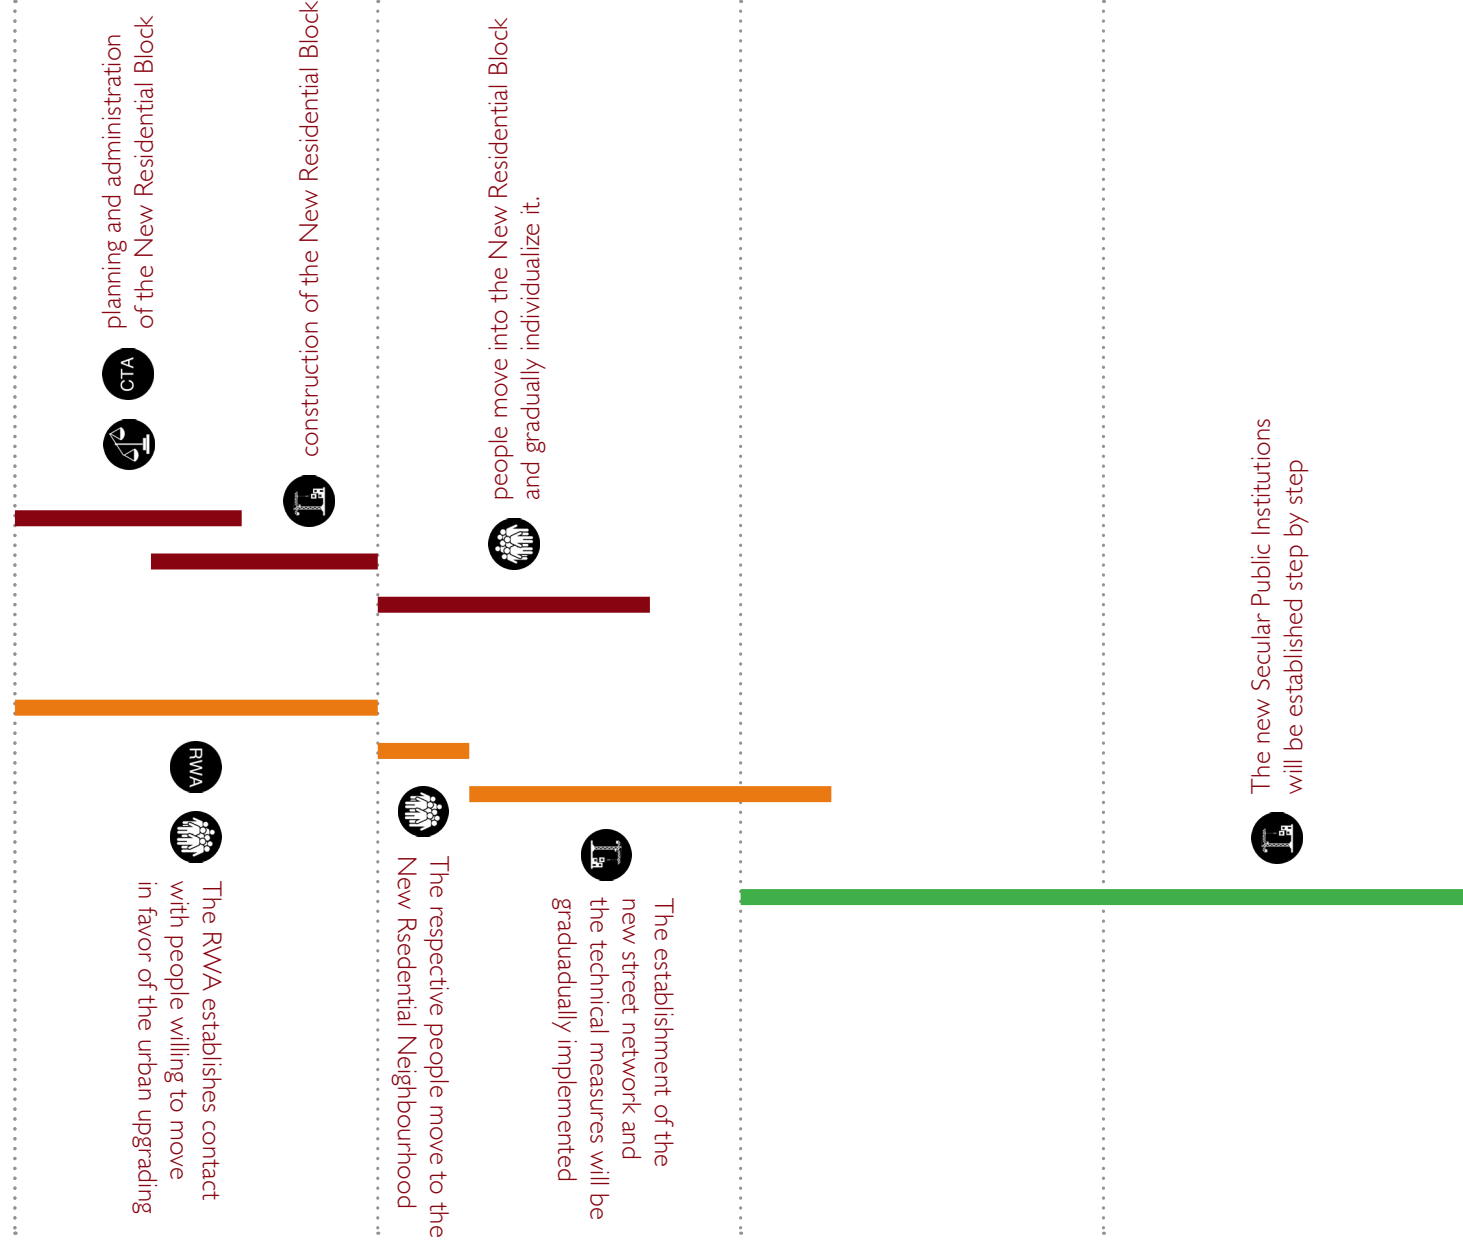 planning and administration
of the New Residential Block
CTA
construction of the New Residential Block
people move into the New Residential Block
and gradually individualize it.
RWA
The RWA establishes contact
with people willing to move
in favor of the urban upgrading
The respective people move to the
New Rsedential Neighbourhood
The establishment of the
new street network and
the technical measures will be
graduadually implemented
The new Secular Public Institutions
will be established step by step